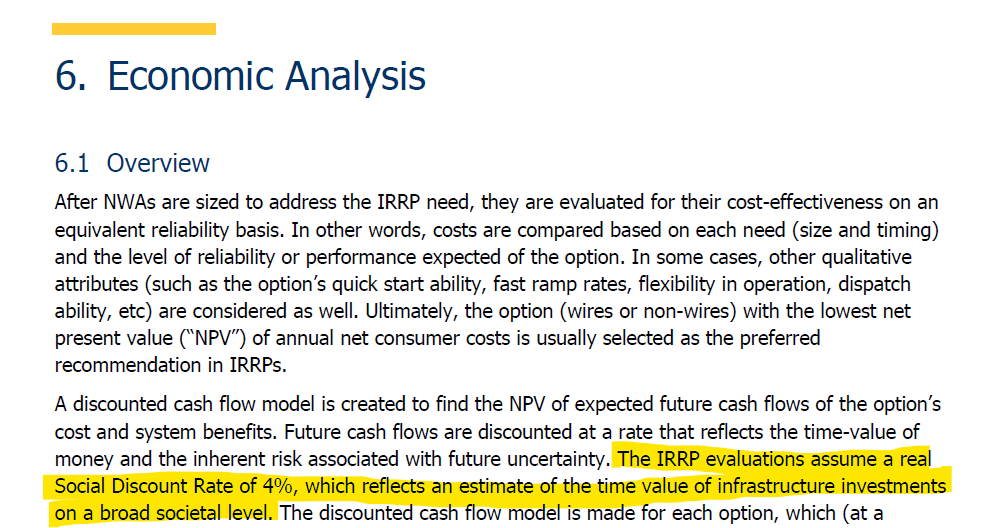 6. Economic Analysis
6.1 Overview
After NWAs are sized to address the IRRP need, they are evaluated for their cost-effectiveness on an
equivalent reliability basis. In other words, costs are compared based on each need (size and timing)
and the level of reliability or performance expected of the option. In some cases, other qualitative
attributes (such as the option’s quick start ability, fast ramp rates, flexibility in operation, dispatch
ability, etc) are considered as well. Ultimately, the option (wires or non-wires) with the lowest net
present value (“NPV”) of annual net consumer costs is usually selected as the preferred
recommendation in IRRPs.
A discounted cash flow model is created to find the NPV of expected future cash flows of the option’s
cost and system benefits. Future cash flows are discounted at a rate that reflects the time-value of
money and the inherent risk associated with future uncertainty. The IRRP evaluations assume a real
Social Discount Rate of 4%, which reflects an estimate of the time value of infrastructure investments
on a broad societal level. The discounted cash flow model is made for each option, which (at a